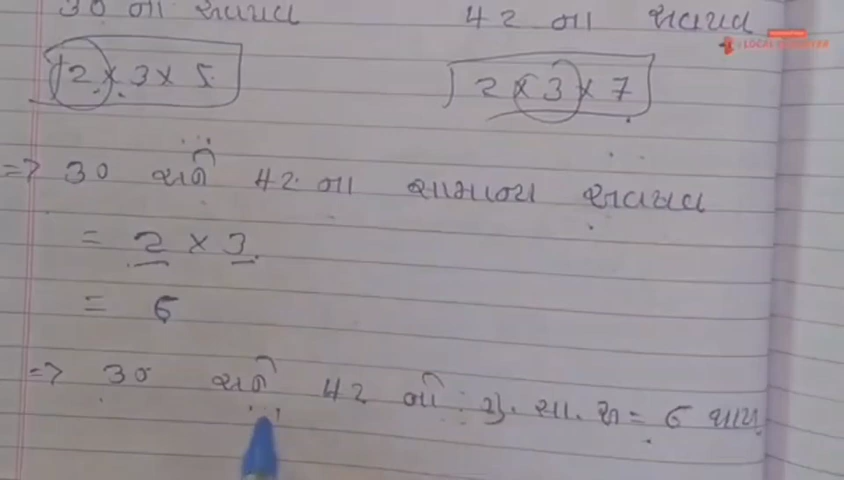 30 ના અવયવ 42 ના અવયવ
2 × 3 × 5 2 × 3 × 7
=> 30 અને 42 ના સામાન્ય અવયવ
= 2 × 3
= 6
=> 30 અને 42 નો ગુ. સા. અ = 6 થાય